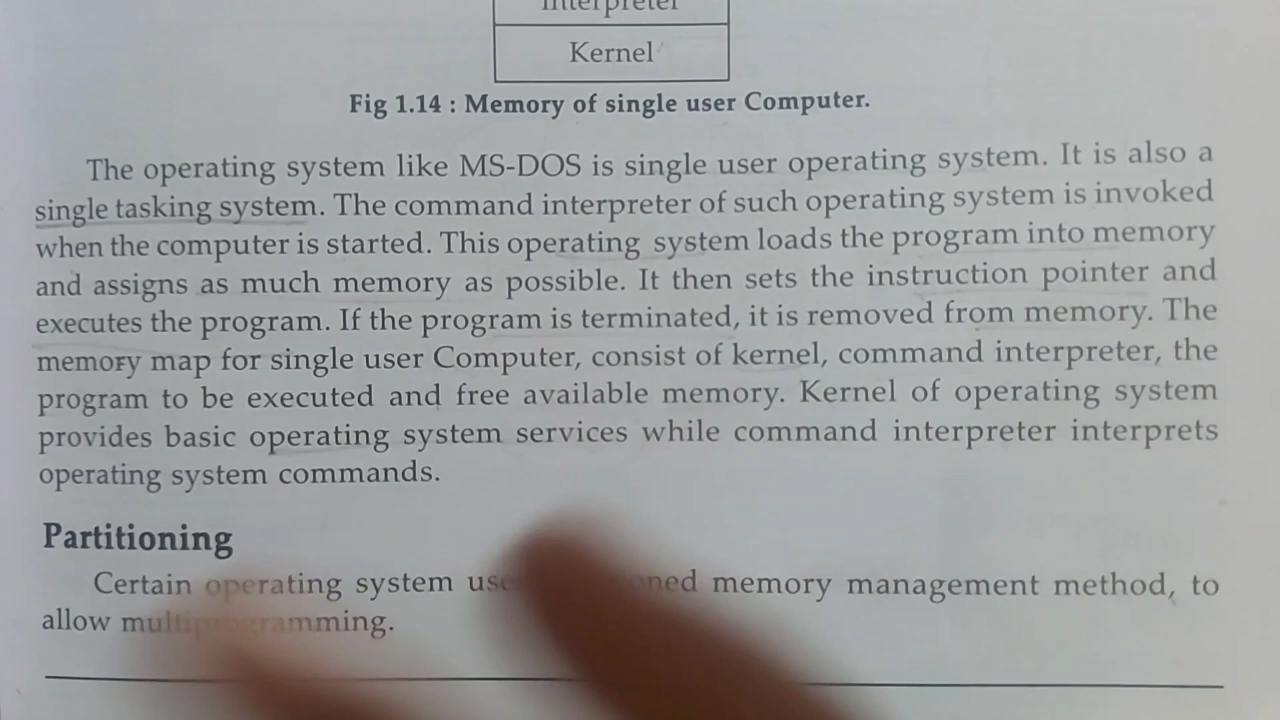 Interpreter
Kernel
Fig 1.14 : Memory of single user Computer.
The operating system like MS-DOS is single user operating system. It is also a
single tasking system. The command interpreter of such operating system is invoked
when the computer is started. This operating system loads the program into memory
and assigns as much memory as possible. It then sets the instruction pointer and
executes the program. If the program is terminated, it is removed from memory. The
memory map for single user Computer, consist of kernel, command interpreter, the
program to be executed and free available memory. Kernel of operating system
provides basic operating system services while command interpreter interprets
operating system commands.
Partitioning
Certain operating system memory management method, to
allow multiprogramming.